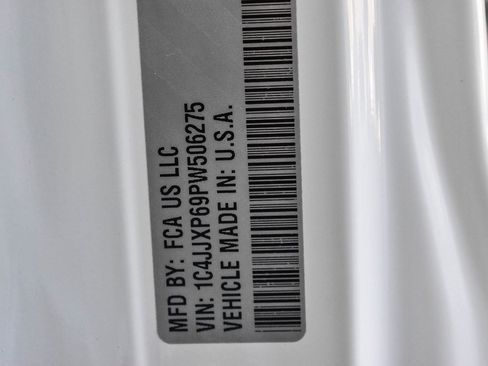 MFD BY: FCA US LLC
VIN: 1C4JJXP69PW506275
VEHICLE MADE IN: U.S.A.